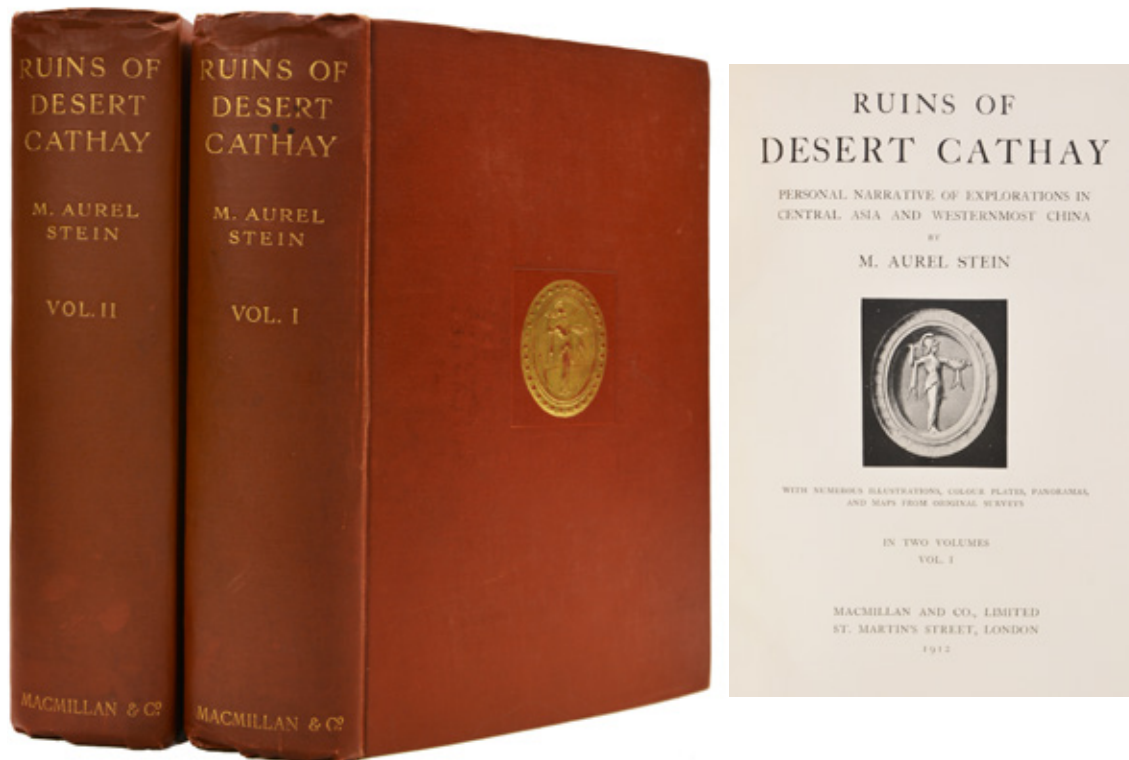 RUINS OF
DESERT
CATHAY
M. AUREL
STEIN
VOL. II
MACMILLAN & Cº
RUINS OF
DESERT
CATHAY
M. AUREL
STEIN
VOL. I
MACMILLAN & Cº
RUINS OF
DESERT CATHAY
PERSONAL NARRATIVE OF EXPLORATIONS IN
CENTRAL ASIA AND WESTERNMOST CHINA
BY
M. AUREL STEIN
WITH NUMEROUS ILLUSTRATIONS, COLOUR PLATES, PANORAMAS,
AND MAPS FROM ORIGINAL SURVEYS
IN TWO VOLUMES
VOL. I
MACMILLAN AND CO., LIMITED
ST. MARTIN'S STREET, LONDON
1912